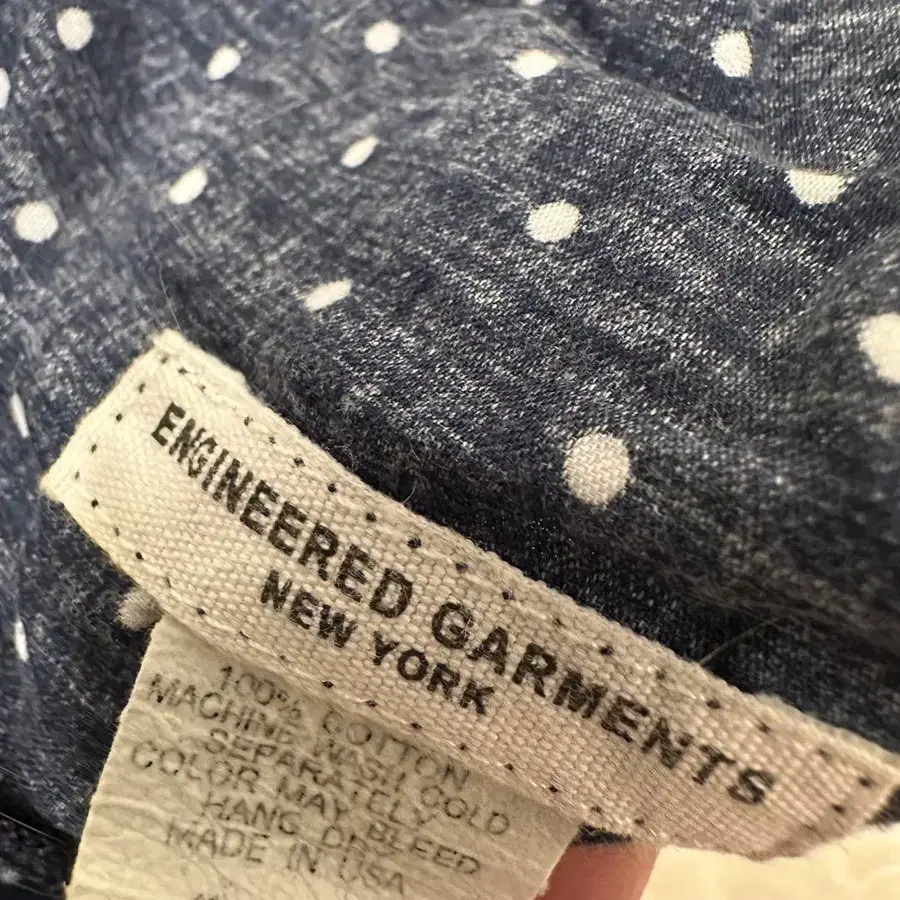 ENGINEERED GARMENTS
NEW YORK
100% COTTON
MACHINE WASH COLD
SEPARATELY
COLOR MAY BLEED
HANG DRY
MADE IN USA